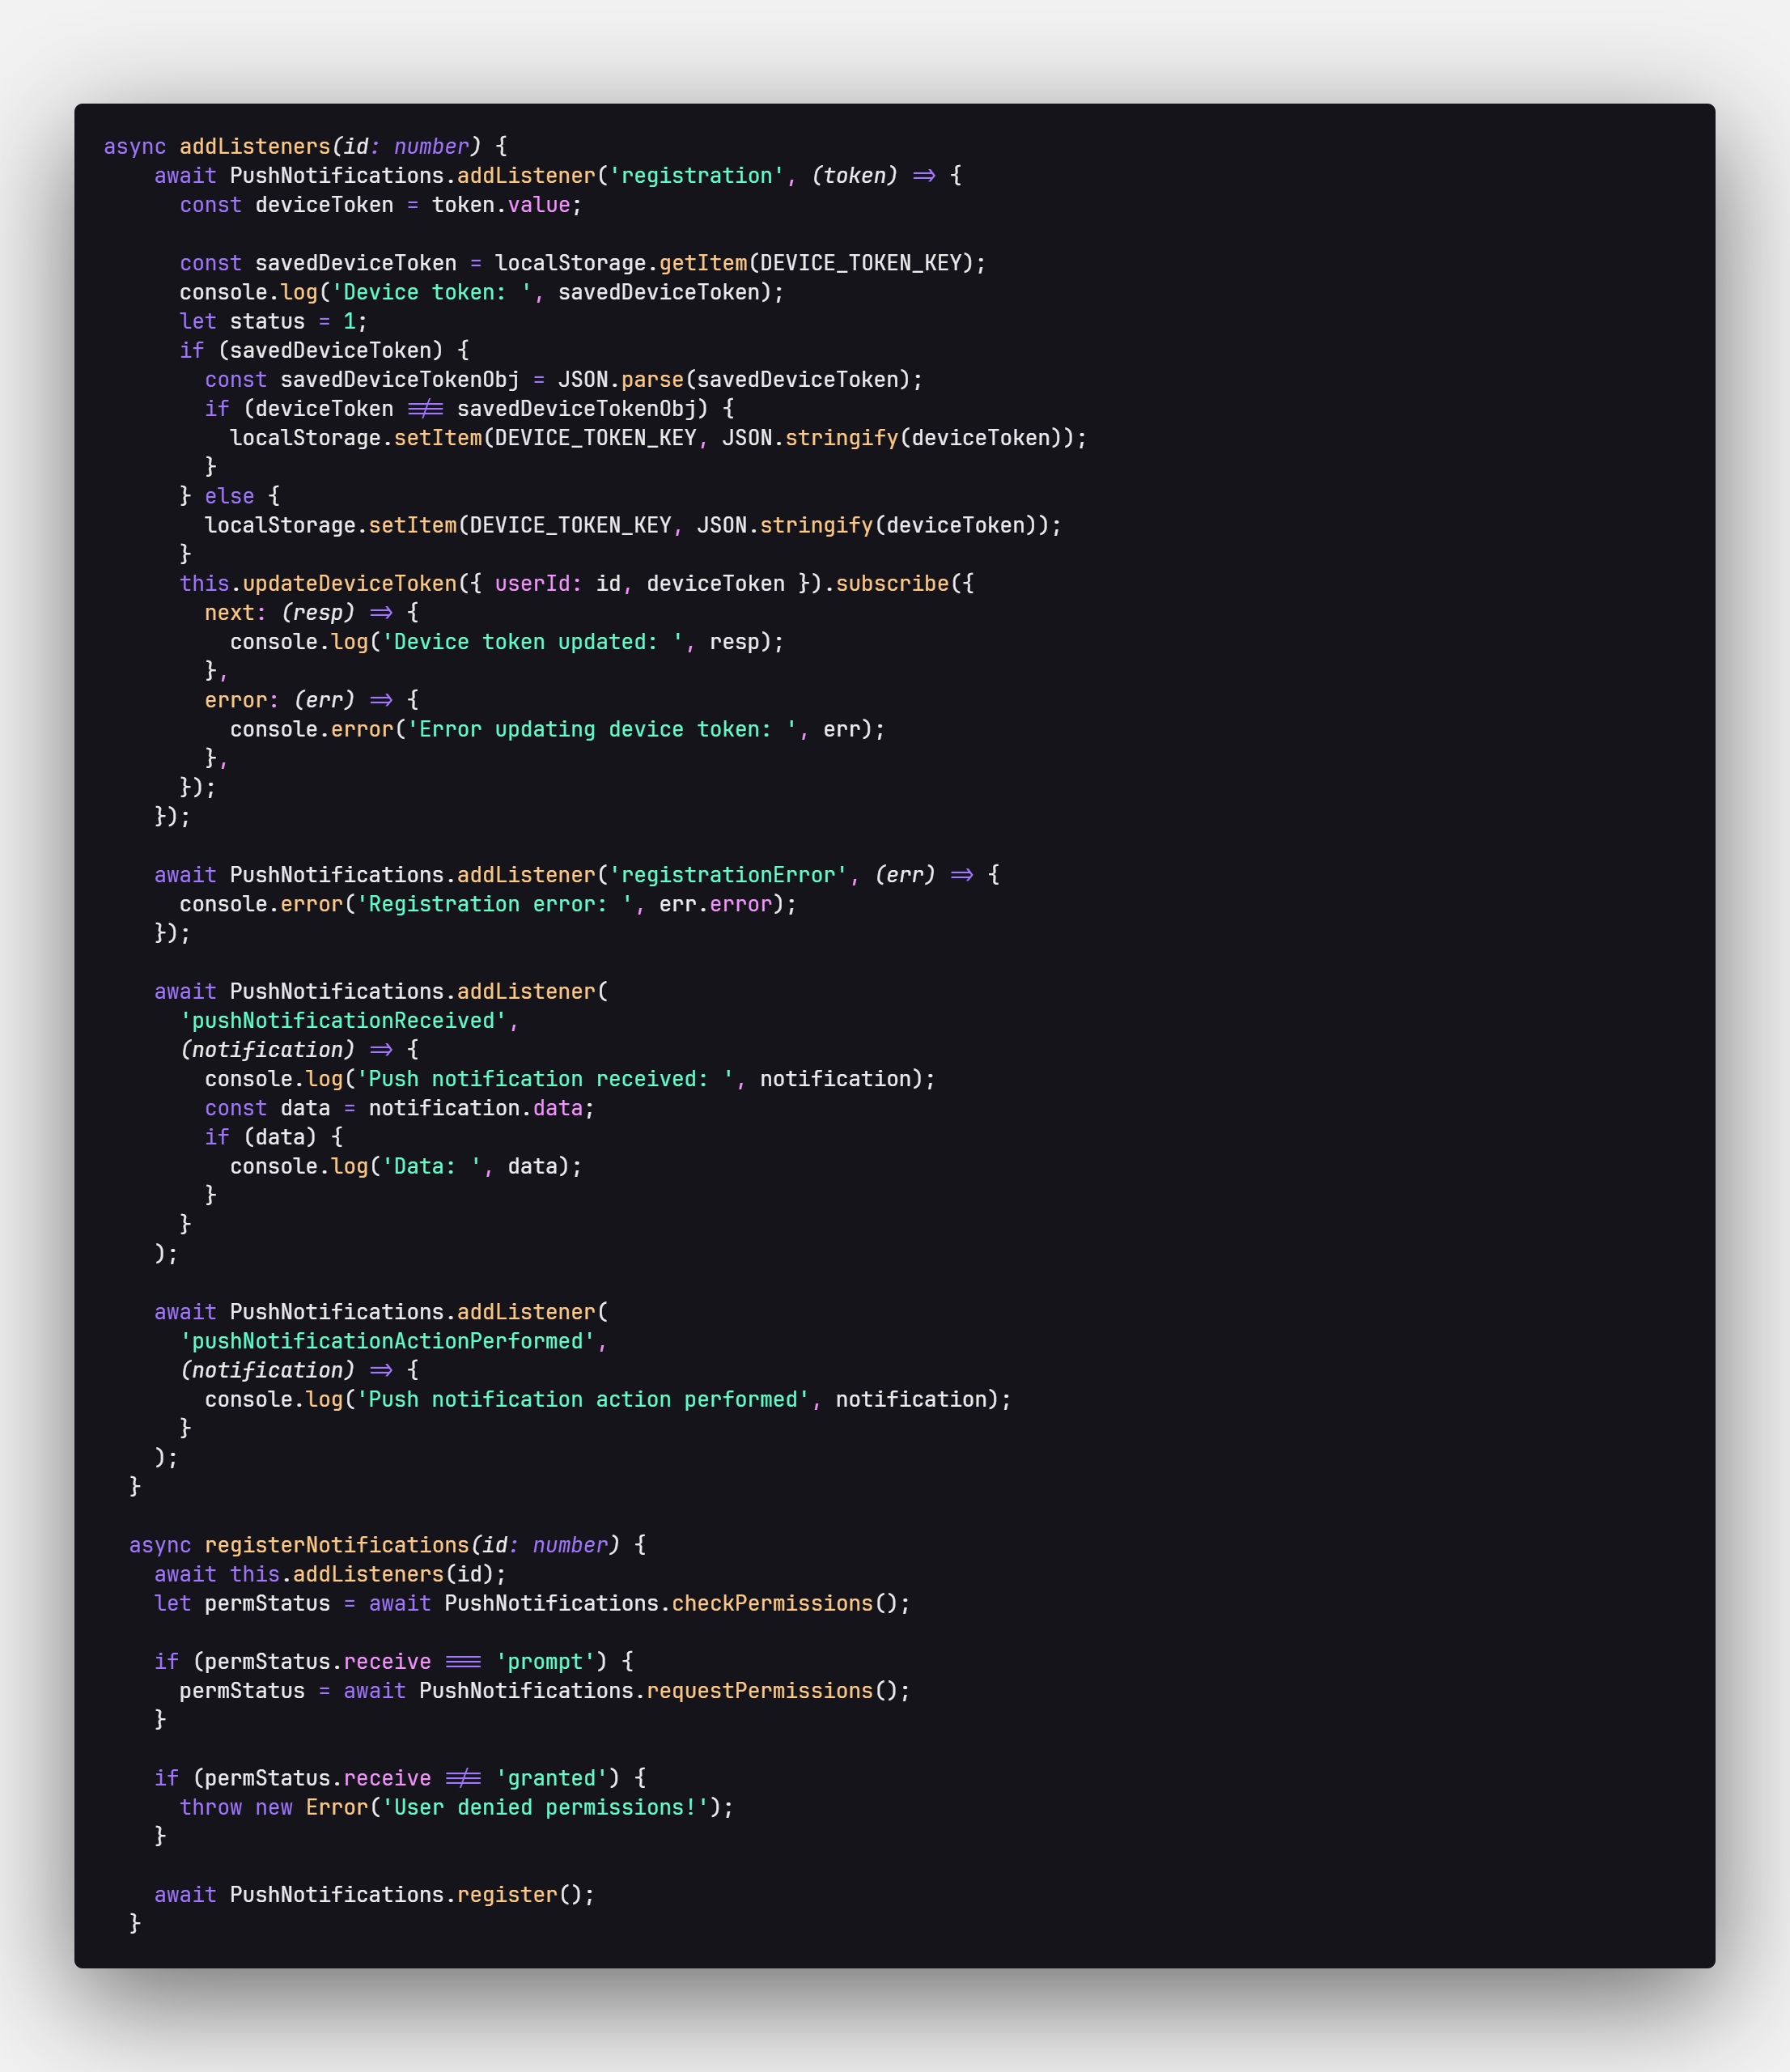 async addListeners(id: number) {
    await PushNotifications.addListener('registration', (token) => {
      const deviceToken = token.value;

      const savedDeviceToken = localStorage.getItem(DEVICE_TOKEN_KEY);
      console.log('Device token: ', savedDeviceToken);
      let status = 1;
      if (savedDeviceToken) {
        const savedDeviceTokenObj = JSON.parse(savedDeviceToken);
        if (deviceToken !== savedDeviceTokenObj) {
          localStorage.setItem(DEVICE_TOKEN_KEY, JSON.stringify(deviceToken));
        }
      } else {
        localStorage.setItem(DEVICE_TOKEN_KEY, JSON.stringify(deviceToken));
      }
      this.updateDeviceToken({ userId: id, deviceToken }).subscribe({
        next: (resp) => {
          console.log('Device token updated: ', resp);
        },
        error: (err) => {
          console.error('Error updating device token: ', err);
        },
      });
    });

    await PushNotifications.addListener('registrationError', (err) => {
      console.error('Registration error: ', err.error);
    });

    await PushNotifications.addListener(
      'pushNotificationReceived',
      (notification) => {
        console.log('Push notification received: ', notification);
        const data = notification.data;
        if (data) {
          console.log('Data: ', data);
        }
      }
    );

    await PushNotifications.addListener(
      'pushNotificationActionPerformed',
      (notification) => {
        console.log('Push notification action performed', notification);
      }
    );
  }

  async registerNotifications(id: number) {
    await this.addListeners(id);
    let permStatus = await PushNotifications.checkPermissions();

    if (permStatus.receive === 'prompt') {
      permStatus = await PushNotifications.requestPermissions();
    }

    if (permStatus.receive !== 'granted') {
      throw new Error('User denied permissions!');
    }

    await PushNotifications.register();
  }